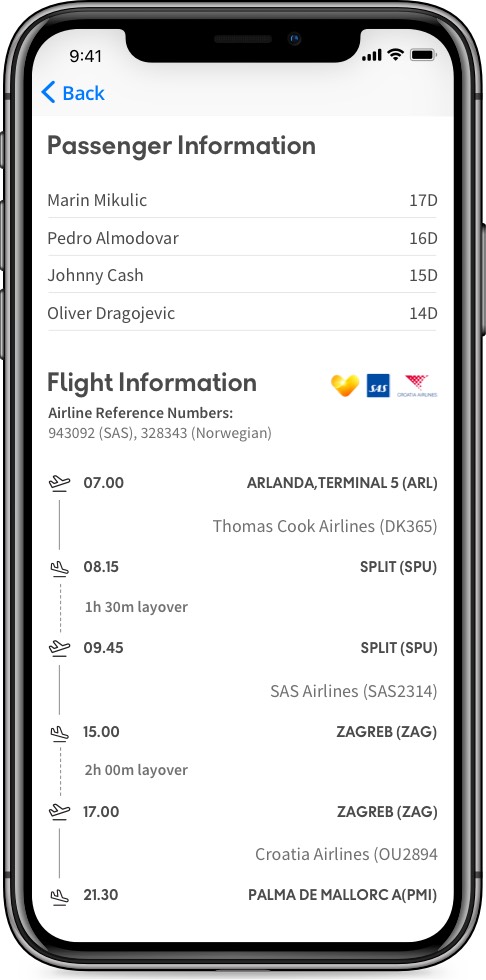 9:41
Back
Passenger Information
Marin Mikulic 17D
Pedro Almodovar 16D
Johnny Cash 15D
Oliver Dragojevic 14D
Flight Information SAS CROATIA AIRLINES
Airline Reference Numbers:
943092 (SAS), 328343 (Norwegian)
07.00 ARLANDA,TERMINAL 5 (ARL)
Thomas Cook Airlines (DK365)
08.15 SPLIT (SPU)
1h 30m layover
09.45 SPLIT (SPU)
SAS Airlines (SAS2314)
15.00 ZAGREB (ZAG)
2h 00m layover
17.00 ZAGREB (ZAG)
Croatia Airlines (OU2894
21.30 PALMA DE MALLORC A(PMI)